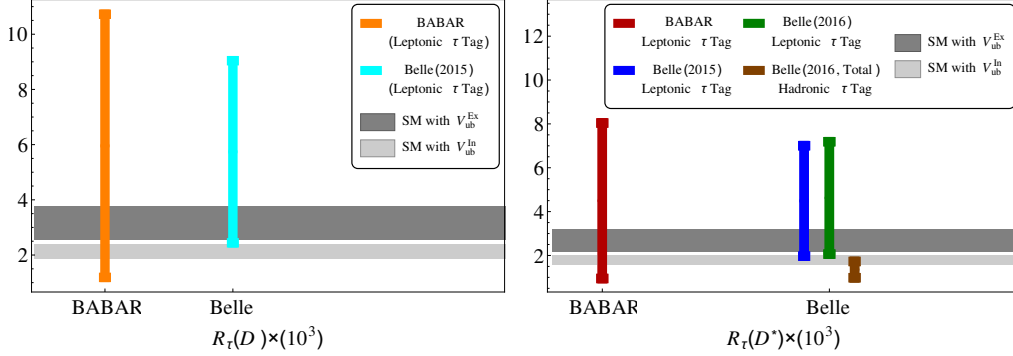 10
8
6
4
2
BABAR
(Leptonic τ Tag)
Belle(2015)
(Leptonic τ Tag)
SM with V_ub^Ex
SM with V_ub^In
BABAR Belle
R_τ(D )×(10^3)
12
10
8
6
4
2
BABAR
Leptonic τ Tag
Belle(2015)
Leptonic τ Tag
Belle(2016)
Leptonic τ Tag
Belle(2016, Total)
Hadronic τ Tag
SM with V_ub^Ex
SM with V_ub^In
BABAR Belle
R_τ(D*)×(10^3)